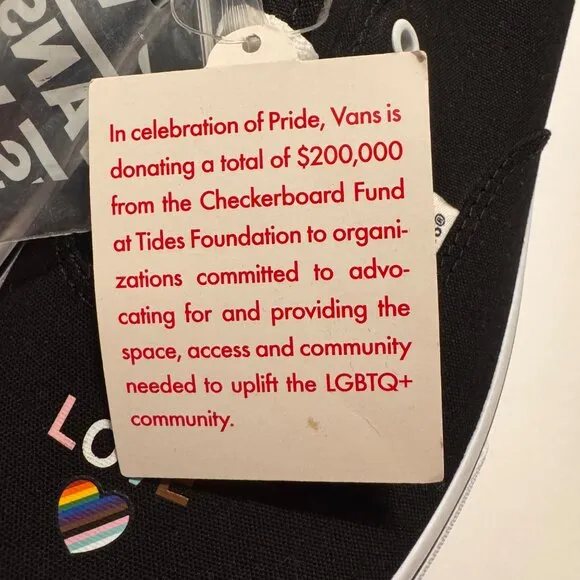 In celebration of Pride, Vans is
donating a total of $200,000
from the Checkerboard Fund
at Tides Foundation to organi-
zations committed to advo-
cating for and providing the
space, access and community
needed to uplift the LGBTQ+
community.
LO